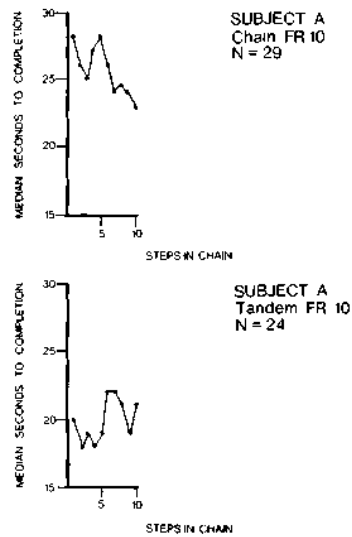 SUBJECT A
Chain FR 10
N = 29
MEDIAN SECONDS TO COMPLETION
30
25
15
5
10
STEPS IN CHAIN
SUBJECT A
Tandem FR 10
N = 24
MEDIAN SECONDS TO COMPLETION
30
25
20
15
5
10
STEPS IN CHAIN